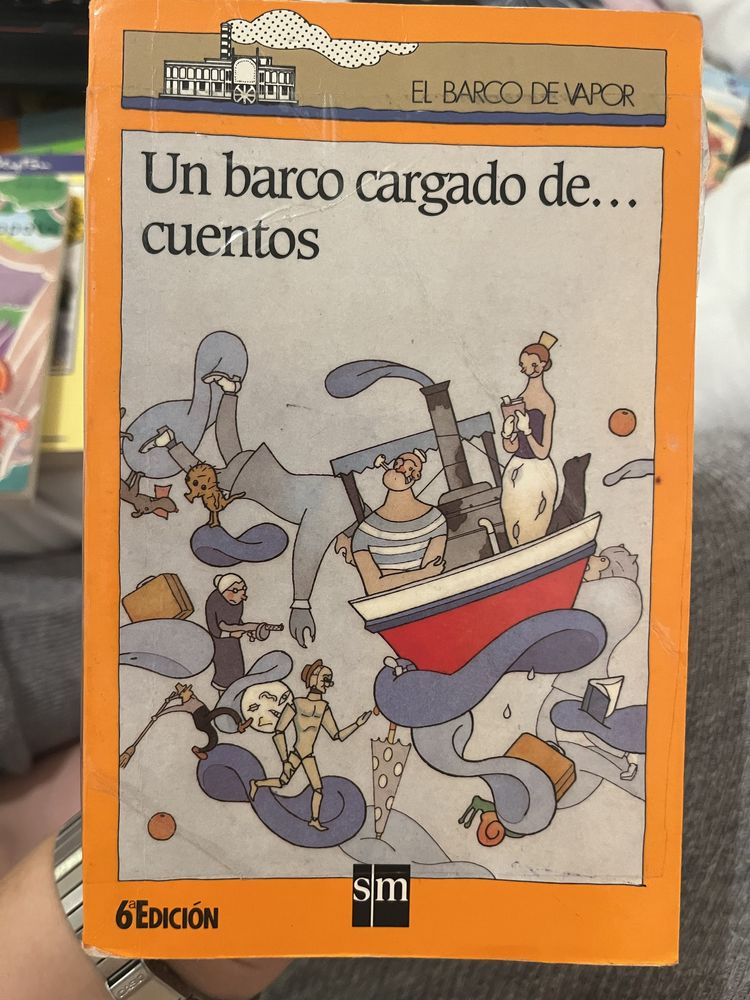 EL BARCO DE VAPOR
Un barco cargado de...
cuentos
6ª EDICIÓN
sm